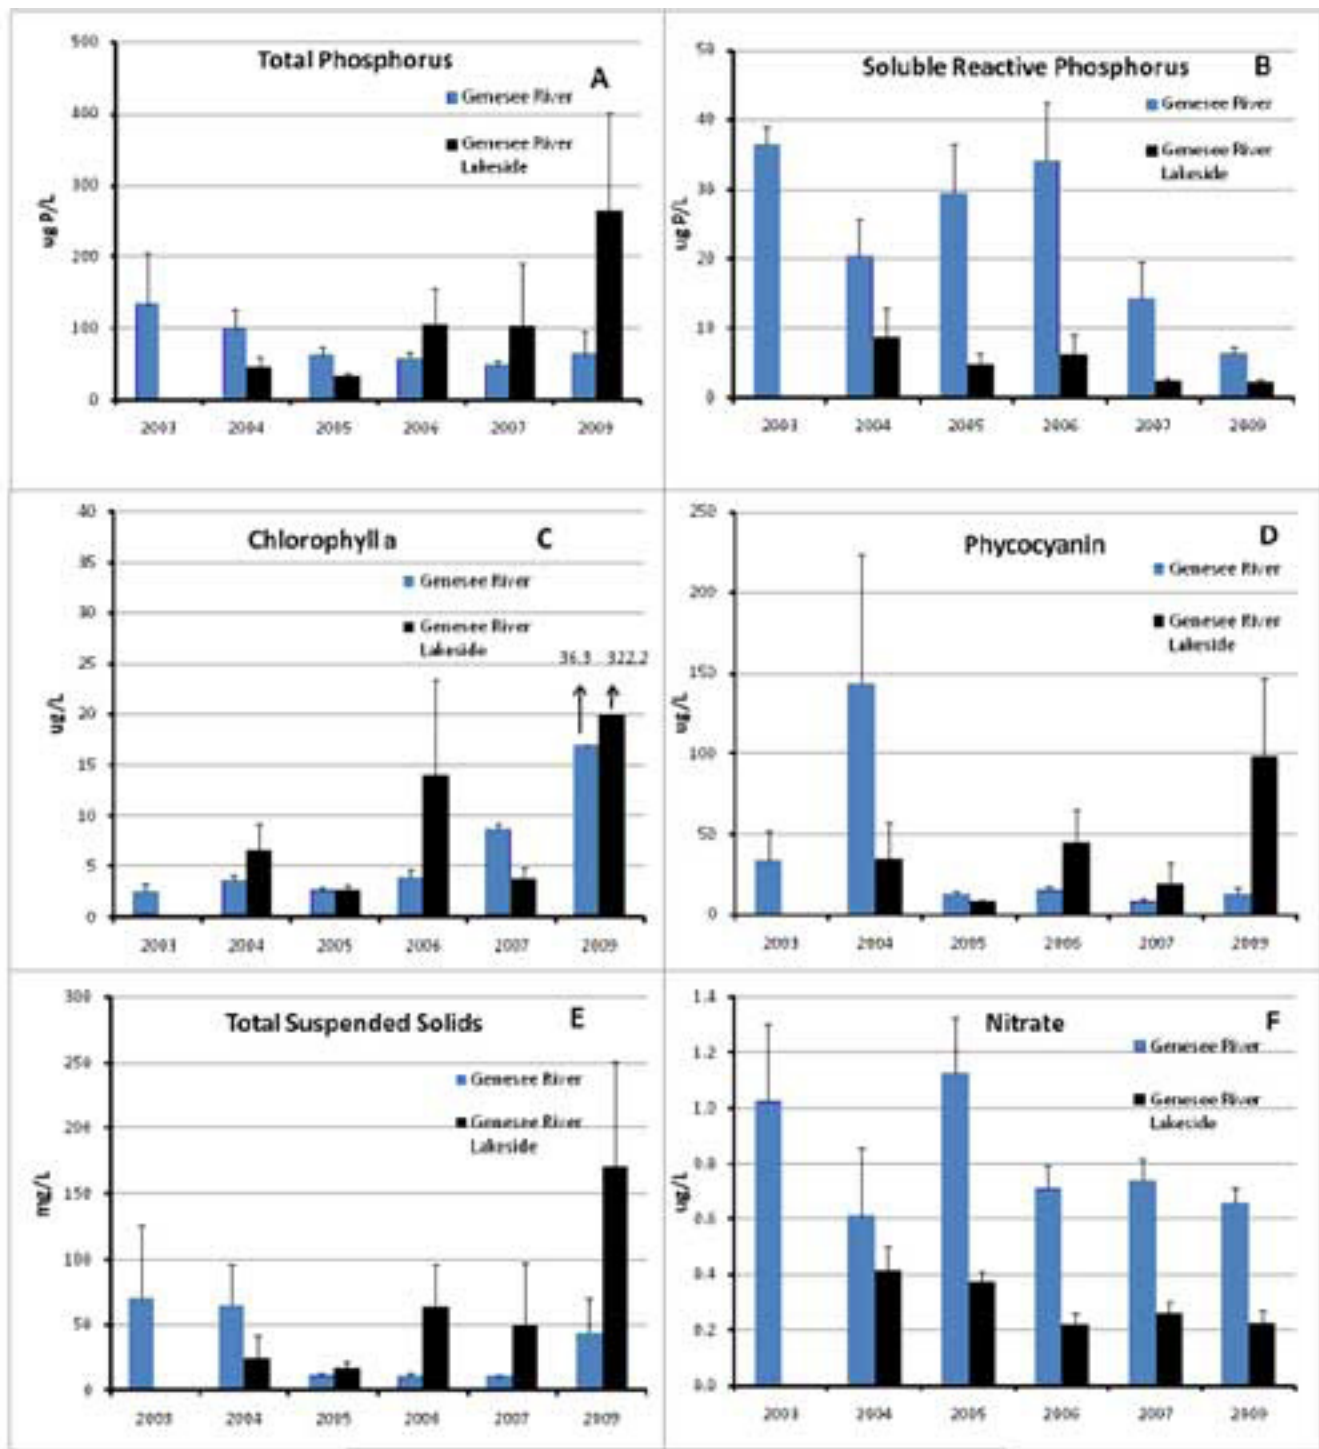 Total Phosphorus
A
Genesee River
Genesee River
Lakeside
500
400
300
200
100
0
ug P/L
2003 2004 2005 2006 2007 2009
Soluble Reactive Phosphorus
B
Genesee River
Genesee River
Lakeside
50
40
30
20
10
0
ug P/L
2003 2004 2005 2006 2007 2009
Chlorophyll a
C
Genesee River
Genesee River
Lakeside
36.3 322.2
40
35
30
25
20
15
10
5
0
ug/L
2003 2004 2005 2006 2007 2009
Phycocyanin
D
Genesee River
Genesee River
Lakeside
250
200
150
100
50
0
ug/L
2003 2004 2005 2006 2007 2009
Total Suspended Solids
E
Genesee River
Genesee River
Lakeside
300
250
200
150
100
50
0
mg/L
2003 2004 2005 2006 2007 2009
Nitrate
F
Genesee River
Genesee River
Lakeside
1.4
1.2
1.0
0.8
0.6
0.4
0.2
0.0
ug/L
2003 2004 2005 2006 2007 2009